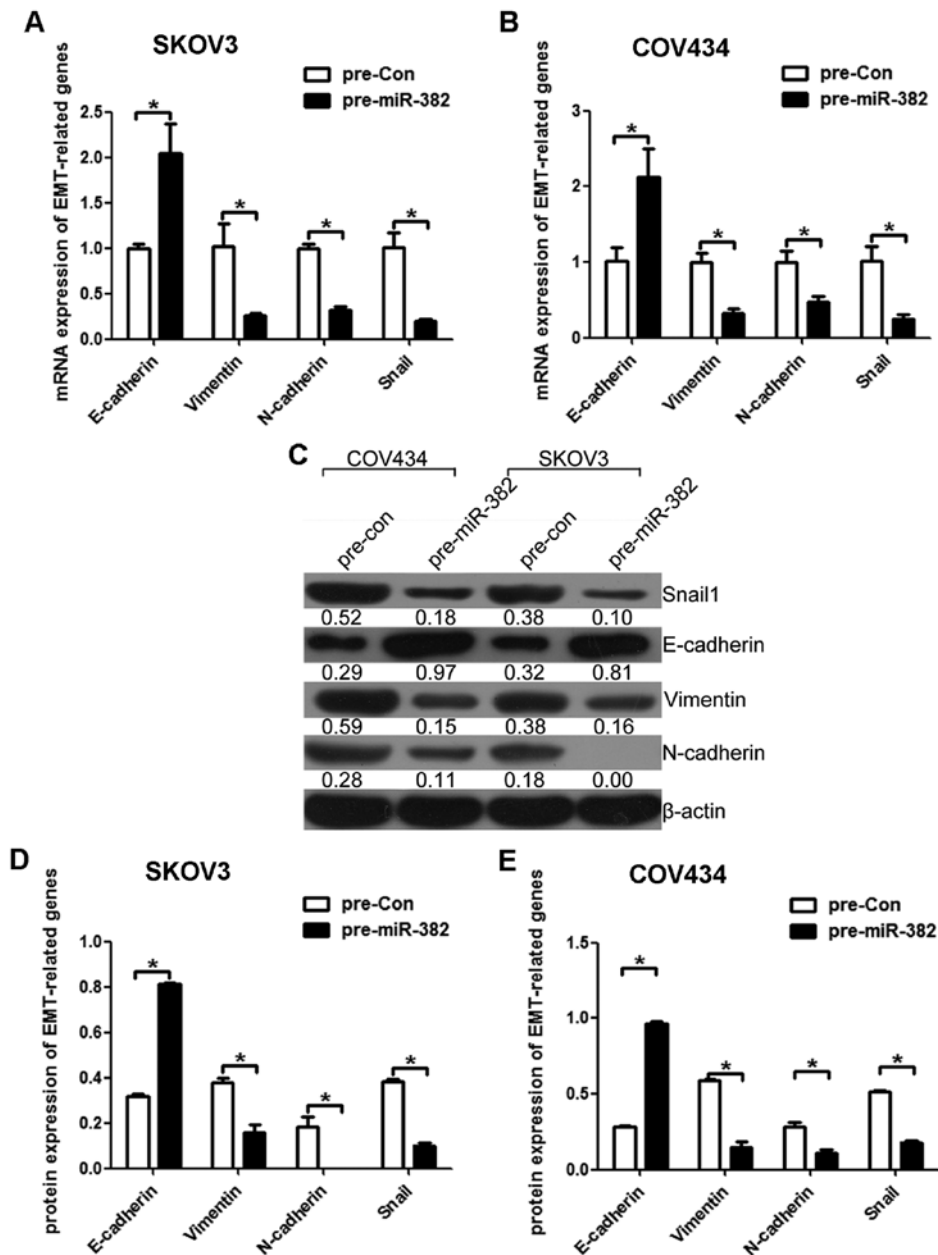 A
SKOV3
pre-Con
pre-miR-382
mRNA expression of EMT-related genes
2.5
2.0
1.5
1.0
0.5
0.0
*
*
*
*
E-cadherin
Vimentin
N-cadherin
Snail
B
COV434
pre-Con
pre-miR-382
mRNA expression of EMT-related genes
3
2
1
0
*
*
*
*
E-cadherin
Vimentin
N-cadherin
Snail
C
COV434 SKOV3
pre-con pre-miR-382 pre-con pre-miR-382
Snail1
0.52 0.18 0.38 0.10
E-cadherin
0.29 0.97 0.32 0.81
Vimentin
0.59 0.15 0.38 0.16
N-cadherin
0.28 0.11 0.18 0.00
β-actin
D
SKOV3
pre-Con
pre-miR-382
protein expression of EMT-related genes
1.0
0.8
0.6
0.4
0.2
0.0
*
*
*
*
E-cadherin
Vimentin
N-cadherin
Snail
E
COV434
pre-Con
pre-miR-382
protein expression of EMT-related genes
1.5
1.0
0.5
0.0
*
*
*
*
E-cadherin
Vimentin
N-cadherin
Snail